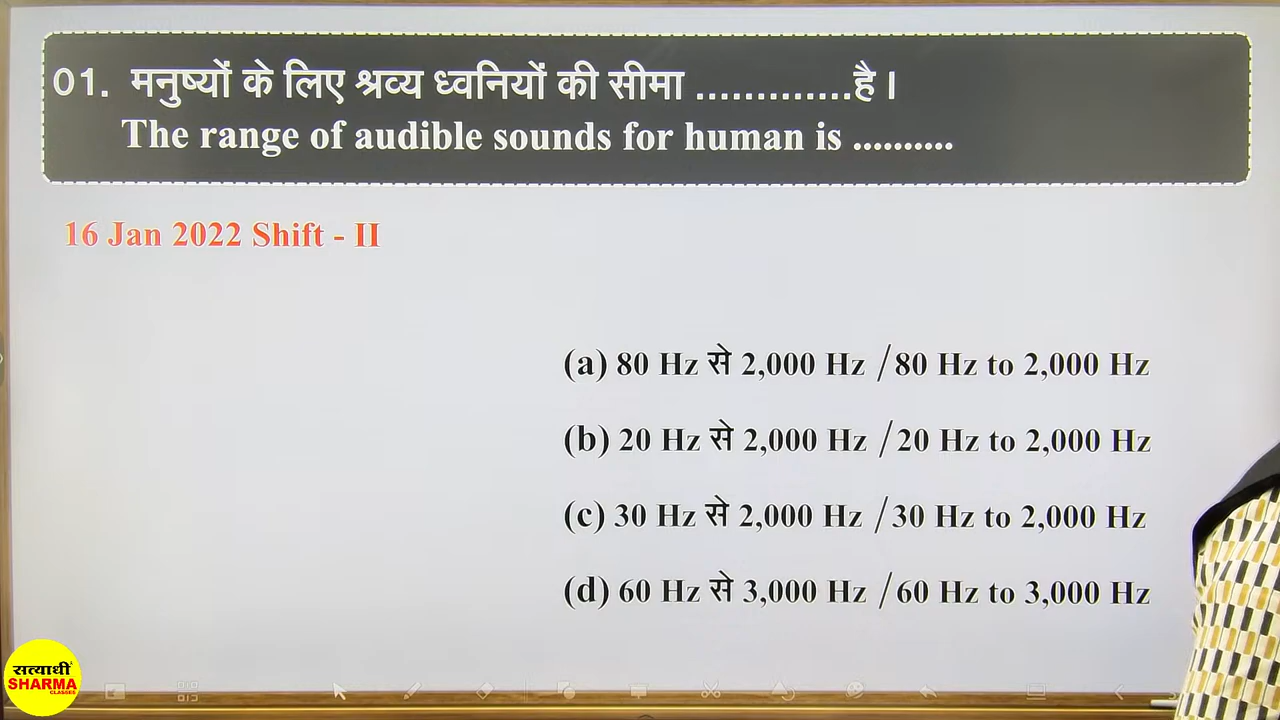 01. मनुष्यों के लिए श्रव्य ध्वनियों की सीमा .............है।
The range of audible sounds for human is ..........
16 Jan 2022 Shift - II
(a) 80 Hz से 2,000 Hz /80 Hz to 2,000 Hz
(b) 20 Hz से 2,000 Hz /20 Hz to 2,000 Hz
(c) 30 Hz से 2,000 Hz /30 Hz to 2,000 Hz
(d) 60 Hz से 3,000 Hz /60 Hz to 3,000 Hz
सत्यार्थी
SHARMA
CLASSES